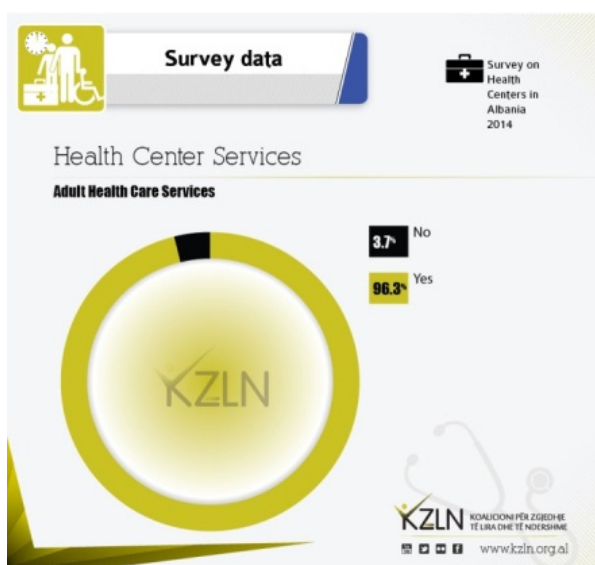 Survey data
Survey on
Health
Centers in
Albania
2014
Health Center Services
Adult Health Care Services
3.7% No
96.3% Yes
KZLN
KZLN
KOALICIONI PËR ZGJEDHJE
TË LIRA DHE TË NDERSHME
www.kzln.org.al